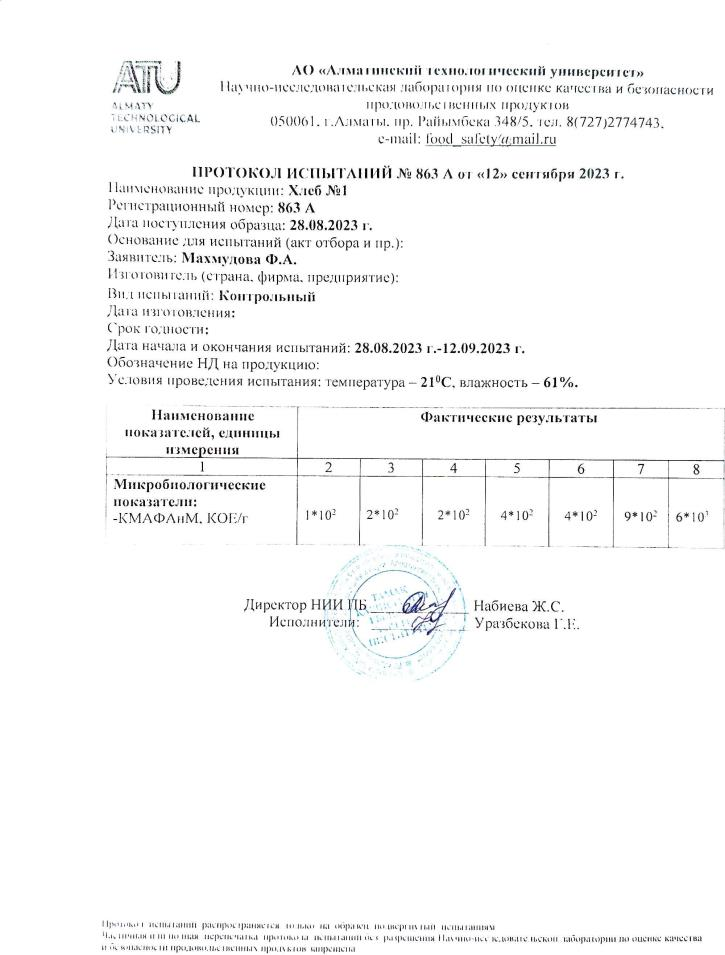 ATU
ALMATY
TECHNOLOGICAL
UNIVERSITY
АО «Алматинский технологический университет»
Научно-исследовательская лаборатория по оценке качества и безопасности
продовольственных продуктов
050061, г.Алматы, пр. Райымбека 348/5, тел. 8(727)2774743,
e-mail: food_safety@mail.ru
ПРОТОКОЛ ИСПЫТАНИЙ № 863 А от «12» сентября 2023 г.
Наименование продукции: Хлеб №1
Регистрационный номер: 863 А
Дата поступления образца: 28.08.2023 г.
Основание для испытаний (акт отбора и пр.):
Заявитель: Махмудова Ф.А.
Изготовитель (страна, фирма, предприятие):
Вид испытаний: Контрольный
Дата изготовления:
Срок годности:
Дата начала и окончания испытаний: 28.08.2023 г.-12.09.2023 г.
Обозначение НД на продукцию:
Условия проведения испытания: температура – 21⁰С, влажность – 61%.
Наименование показателей, единицы измерения Фактические результаты
1 2 3 4 5 6 7 8
Микробиологические
показатели:
-КМАФАнМ, КОЕ/г 1*10² 2*10² 2*10² 4*10² 4*10² 9*10² 6*10³
Директор НИИ ПБ Набиева Ж.С.
Исполнители: Уразбекова Г.Е.
Протокол испытаний распространяется только на образец, подвергнутый испытаниям
Частичная или полная перепечатка протокола испытаний без разрешения Научно-исследовательской лаборатории по оценке качества
и безопасности продовольственных продуктов запрещена